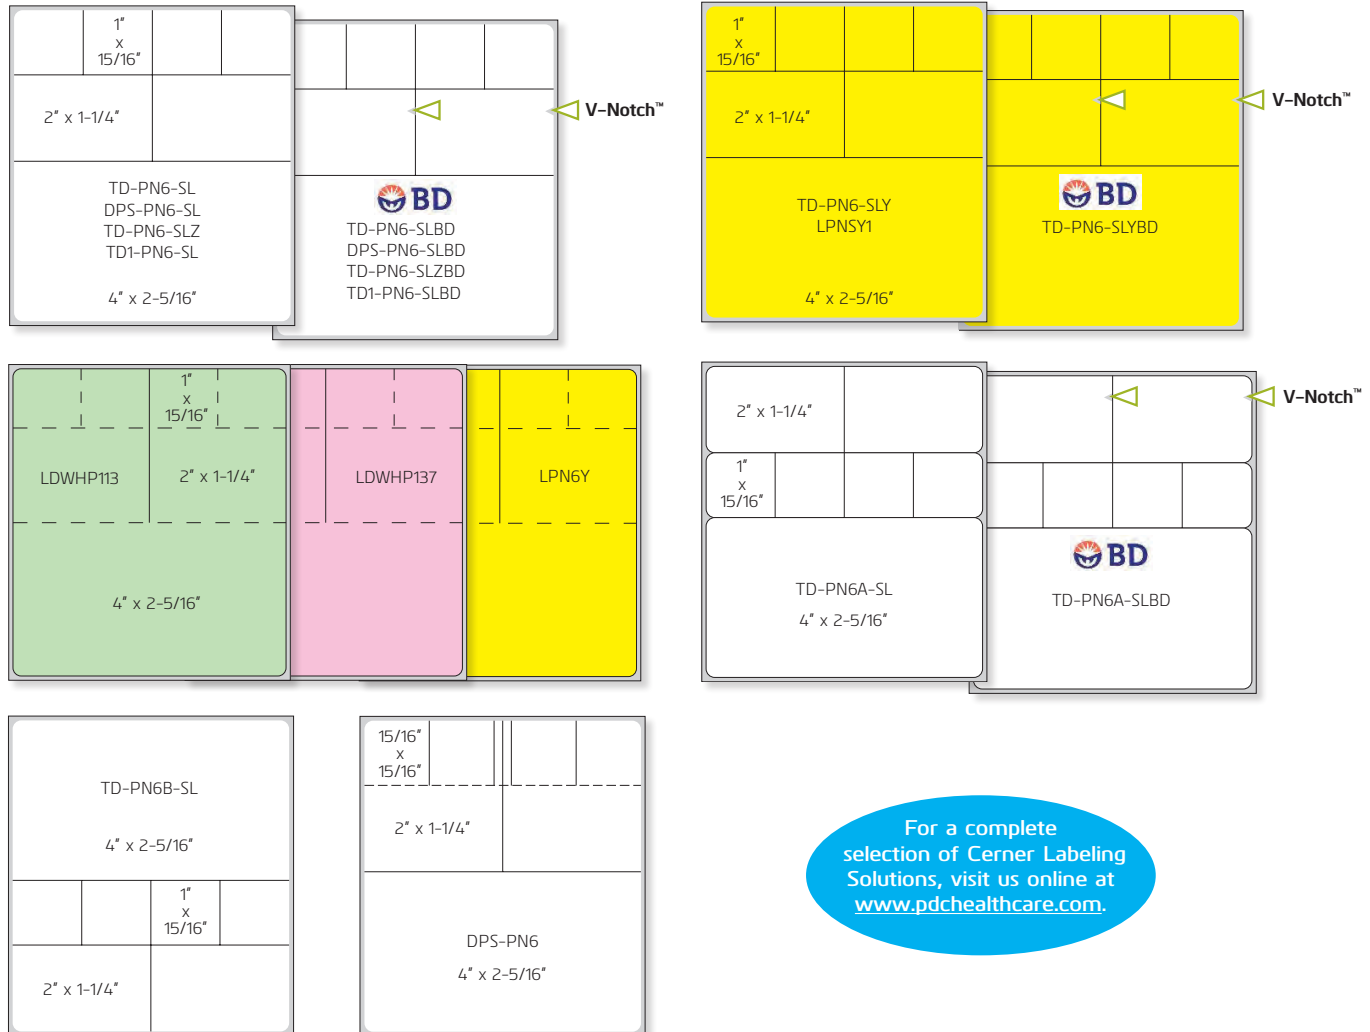 1"
x
15/16"
2" x 1-1/4"
TD-PN6-SL
DPS-PN6-SL
TD-PN6-SLZ
TD1-PN6-SL
4" x 2-5/16"
V-Notch™
BD
TD-PN6-SLBD
DPS-PN6-SLBD
TD-PN6-SLZBD
TD1-PN6-SLBD
1"
x
15/16"
2" x 1-1/4"
TD-PN6-SLY
LPNSY1
4" x 2-5/16"
V-Notch™
BD
TD-PN6-SLYBD
1"
x
15/16"
LDWHP113
2" x 1-1/4"
4" x 2-5/16"
LDWHP137
LPN6Y
2" x 1-1/4"
1"
x
15/16"
TD-PN6A-SL
4" x 2-5/16"
V-Notch™
BD
TD-PN6A-SLBD
TD-PN6B-SL
4" x 2-5/16"
1"
x
15/16"
2" x 1-1/4"
15/16"
x
15/16"
2" x 1-1/4"
DPS-PN6
4" x 2-5/16"
For a complete
selection of Cerner Labeling
Solutions, visit us online at
www.pdchealthcare.com.